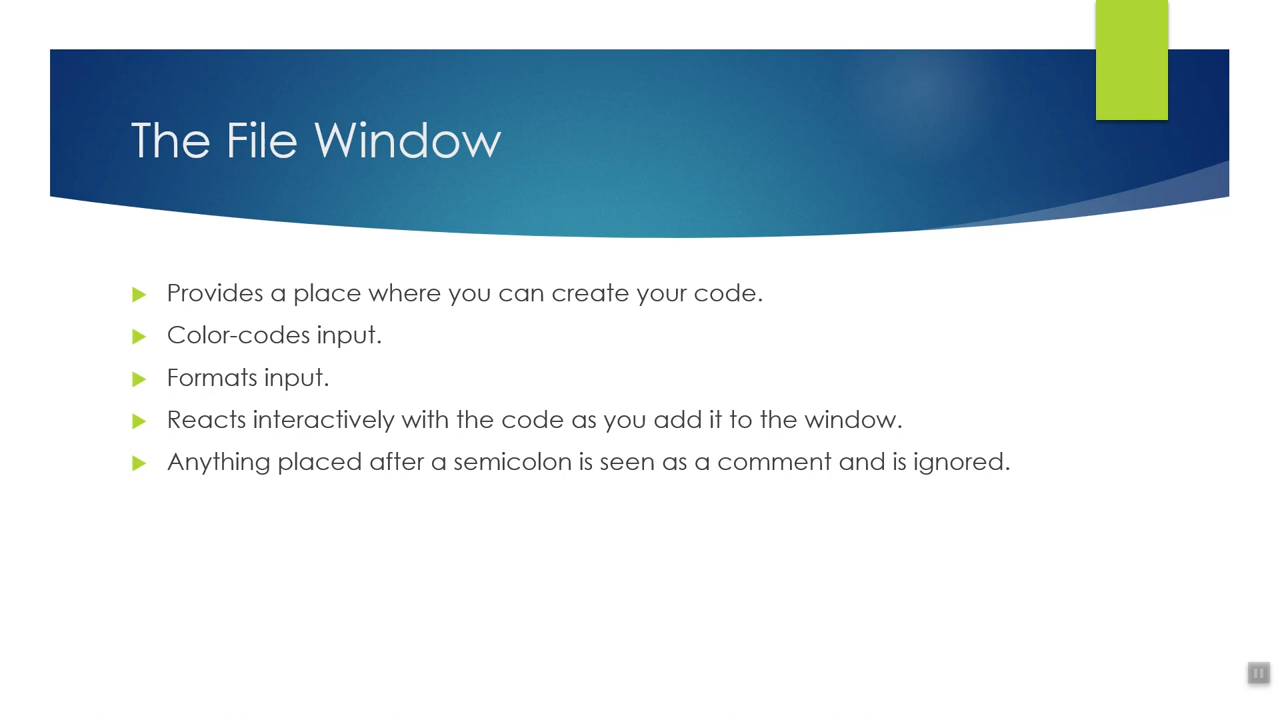 The File Window
Provides a place where you can create your code.
Color-codes input.
Formats input.
Reacts interactively with the code as you add it to the window.
Anything placed after a semicolon is seen as a comment and is ignored.